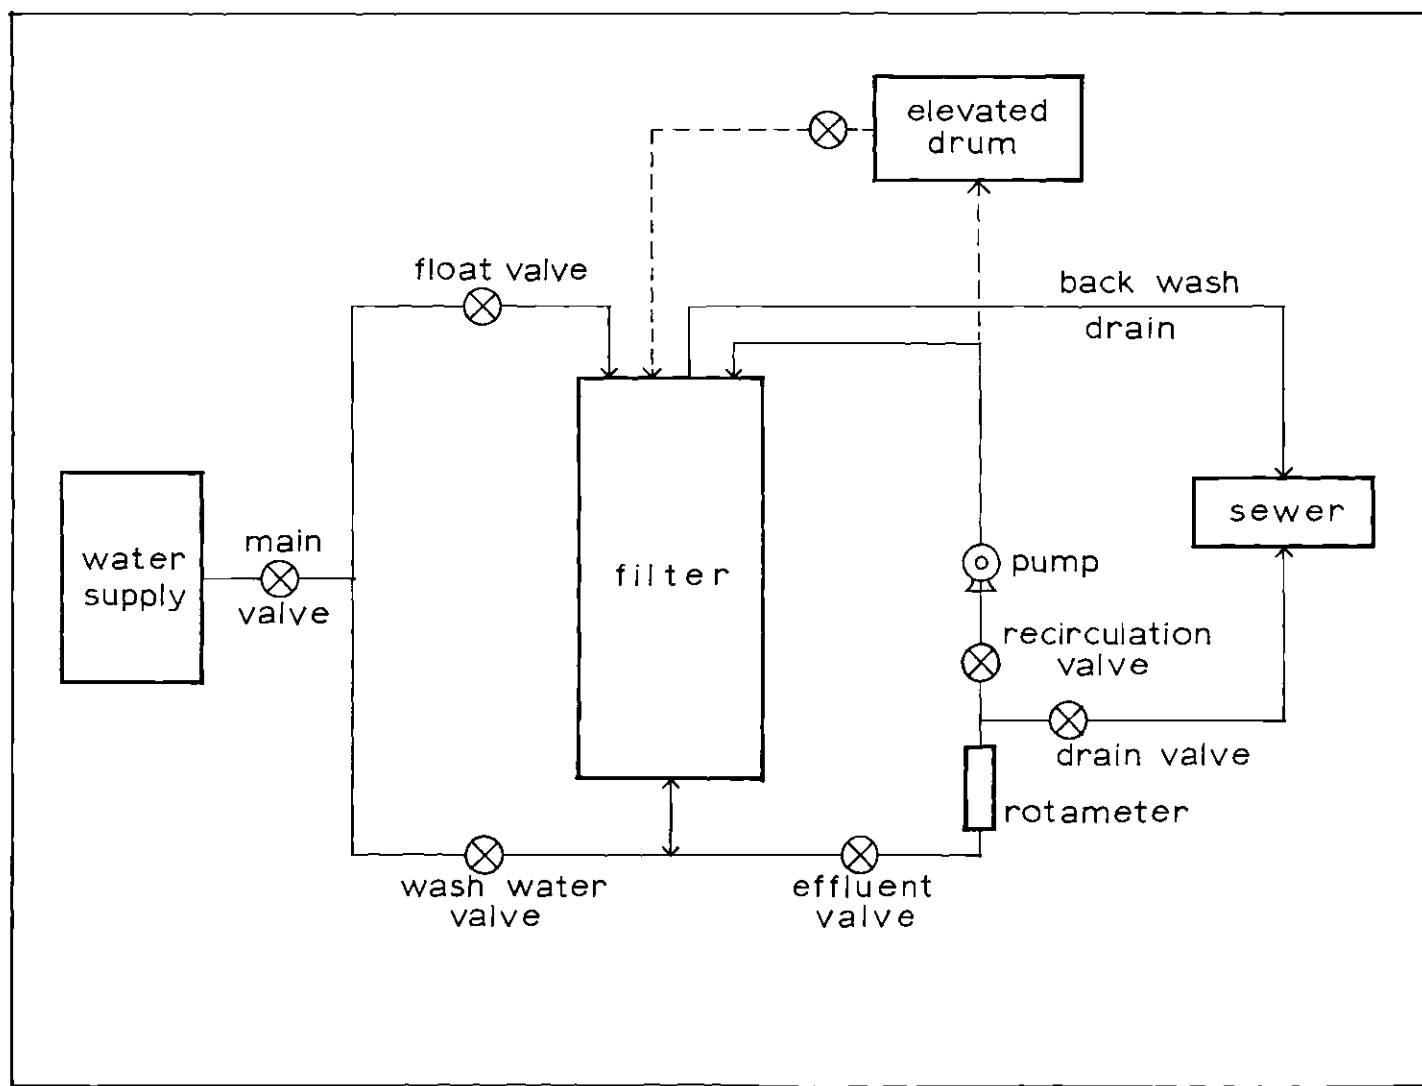 elevated
drum
float valve
back wash
drain
water
supply
main
valve
filter
sewer
pump
recirculation
valve
drain valve
rotameter
wash water
valve
effluent
valve